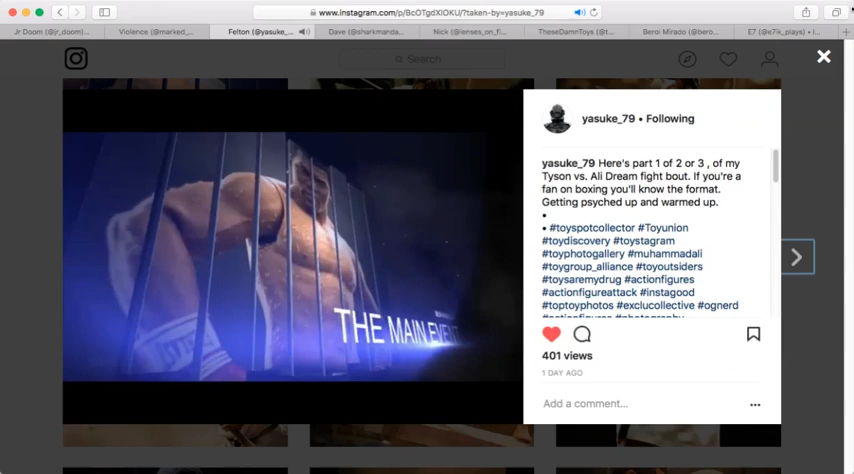 www.instagram.com/p/BcOTgdXlOKU/?taken-by=yasuke_79
Jr Doom (@jr_doom)...
Violence (@marked_...
Felton (@yasuke_...
Dave (@sharkmanda...
Nick (@lenses_on_fi...
TheseDamnToys (@t...
Beroi Mirado (@bero...
E7 (@e7ik_plays) • I...
Search
yasuke_79 • Following
yasuke_79 Here's part 1 of 2 or 3 , of my
Tyson vs. Ali Dream fight bout. If you're a
fan on boxing you'll know the format.
Getting psyched up and warmed up.
•
• #toyspotcollector #Toyunion
#toydiscovery #toystagram
#toyphotogallery #muhammadali
#toygroup_alliance #toyoutsiders
#toysaremydrug #actionfigures
#actionfigureattack #instagood
#toptoyphotos #exclucollective #ognerd
#actionfigures #photography
THE MAIN EVENT
401 views
1 DAY AGO
Add a comment...